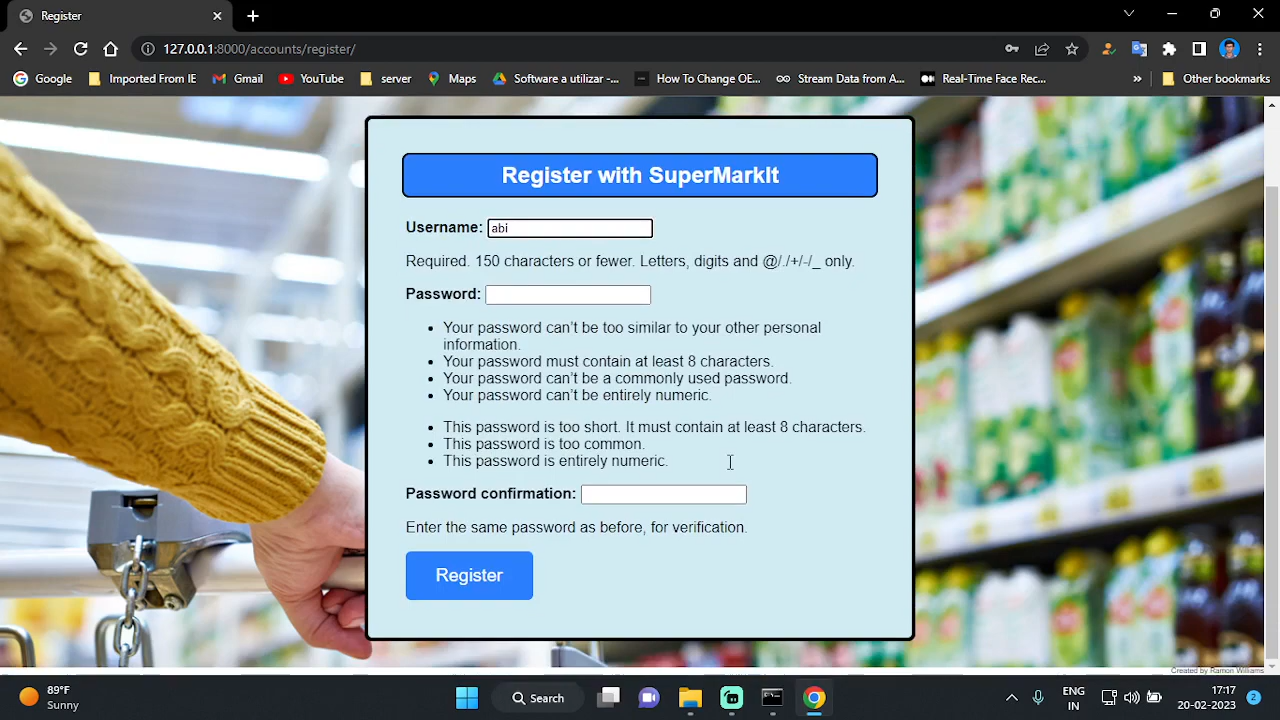 Register
127.0.0.1:8000/accounts/register/
Google
Imported From IE
Gmail
YouTube
server
Maps
Software a utilizar -...
How To Change OE...
Stream Data from A...
Real-Time Face Rec...
»
Other bookmarks
Register with SuperMarkIt
Username: abi
Required. 150 characters or fewer. Letters, digits and @/./+/-/_ only.
Password:
• Your password can’t be too similar to your other personal
information.
• Your password must contain at least 8 characters.
• Your password can’t be a commonly used password.
• Your password can’t be entirely numeric.
• This password is too short. It must contain at least 8 characters.
• This password is too common.
• This password is entirely numeric.
Password confirmation:
Enter the same password as before, for verification.
Register
Created by Ramon Williams
89°F
Sunny
Search
ENG
IN
17:17
20-02-2023
2